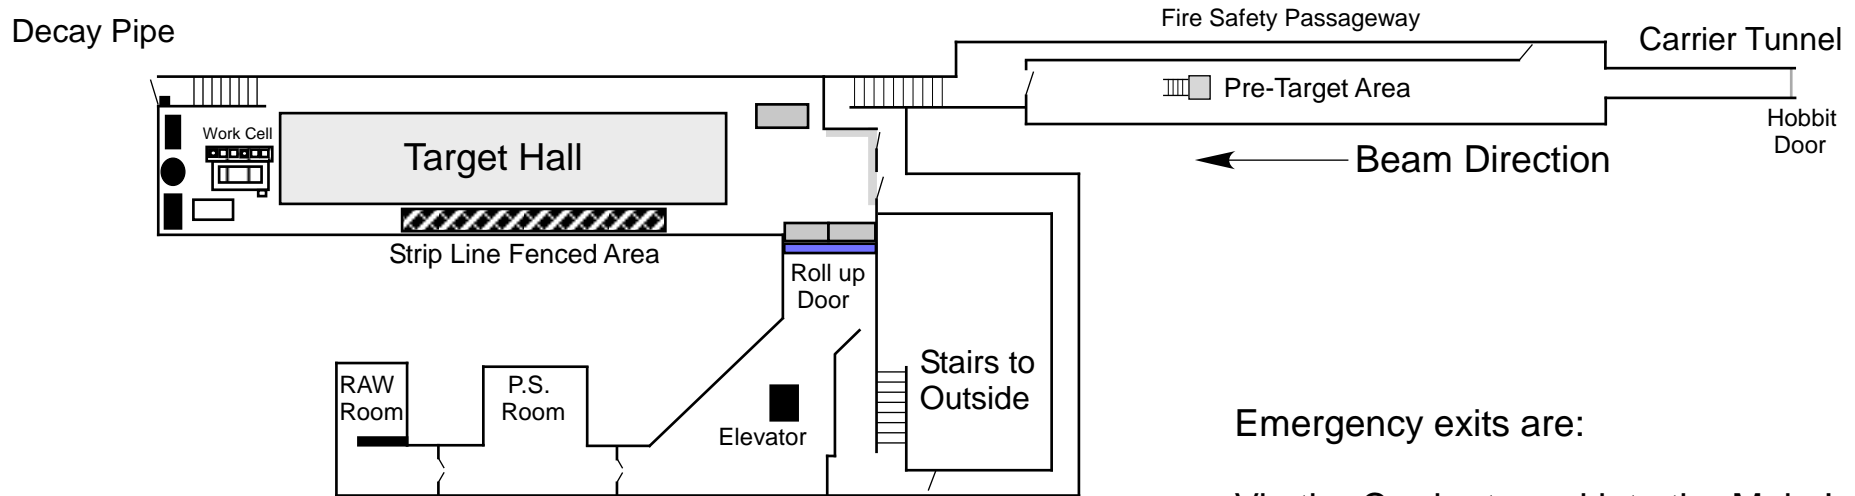 Fire Safety Passageway
Decay Pipe
Carrier Tunnel
Pre-Target Area
Hobbit
Door
Work Cell
Target Hall
Beam Direction
Strip Line Fenced Area
Roll up
Door
Stairs to
Outside
RAW
Room
P.S.
Room
Elevator
Emergency exits are: